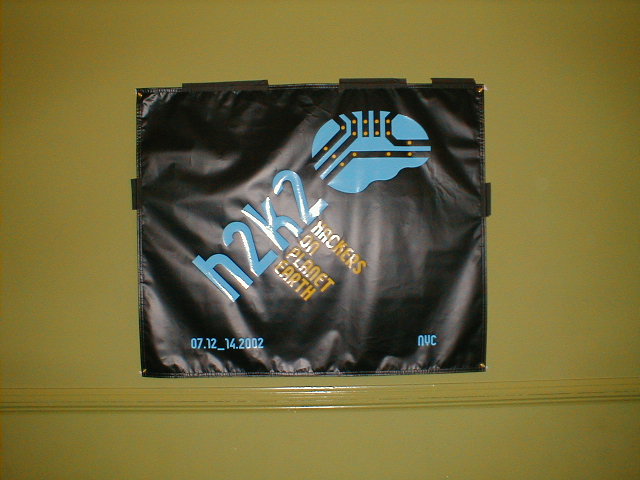 h2k2
HACKERS
ON
PLANET
EARTH
07.12_14.2002
NYC